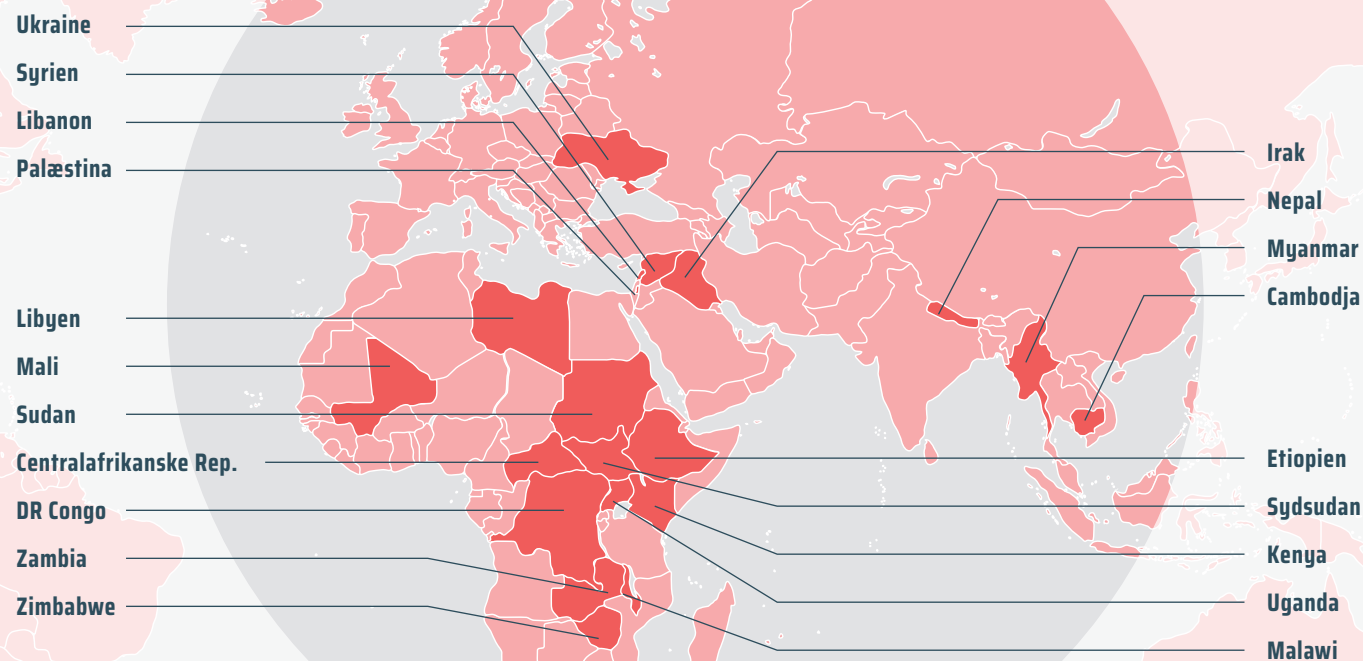 Ukraine
Syrien
Libanon
Palæstina
Libyen
Mali
Sudan
Centralafrikanske Rep.
DR Congo
Zambia
Zimbabwe
Irak
Nepal
Myanmar
Cambodja
Etiopien
Sydsudan
Kenya
Uganda
Malawi